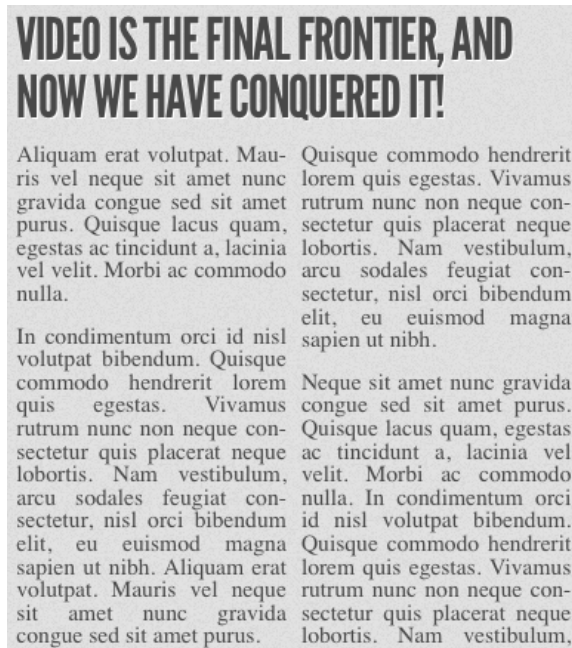 VIDEO IS THE FINAL FRONTIER, AND
NOW WE HAVE CONQUERED IT!
Aliquam erat volutpat. Mau-
ris vel neque sit amet nunc
gravida congue sed sit amet
purus. Quisque lacus quam,
egestas ac tincidunt a, lacinia
vel velit. Morbi ac commodo
nulla.
In condimentum orci id nisl
volutpat bibendum. Quisque
commodo hendrerit lorem
quis egestas. Vivamus
rutrum nunc non neque con-
sectetur quis placerat neque
lobortis. Nam vestibulum,
arcu sodales feugiat con-
sectetur, nisl orci bibendum
elit, eu euismod magna
sapien ut nibh. Aliquam erat
volutpat. Mauris vel neque
sit amet nunc gravida
congue sed sit amet purus.
Quisque commodo hendrerit
lorem quis egestas. Vivamus
rutrum nunc non neque con-
sectetur quis placerat neque
lobortis. Nam vestibulum,
arcu sodales feugiat con-
sectetur, nisl orci bibendum
elit, eu euismod magna
sapien ut nibh.
Neque sit amet nunc gravida
congue sed sit amet purus.
Quisque lacus quam, egestas
ac tincidunt a, lacinia vel
velit. Morbi ac commodo
nulla. In condimentum orci
id nisl volutpat bibendum.
Quisque commodo hendrerit
lorem quis egestas. Vivamus
rutrum nunc non neque con-
sectetur quis placerat neque
lobortis. Nam vestibulum,